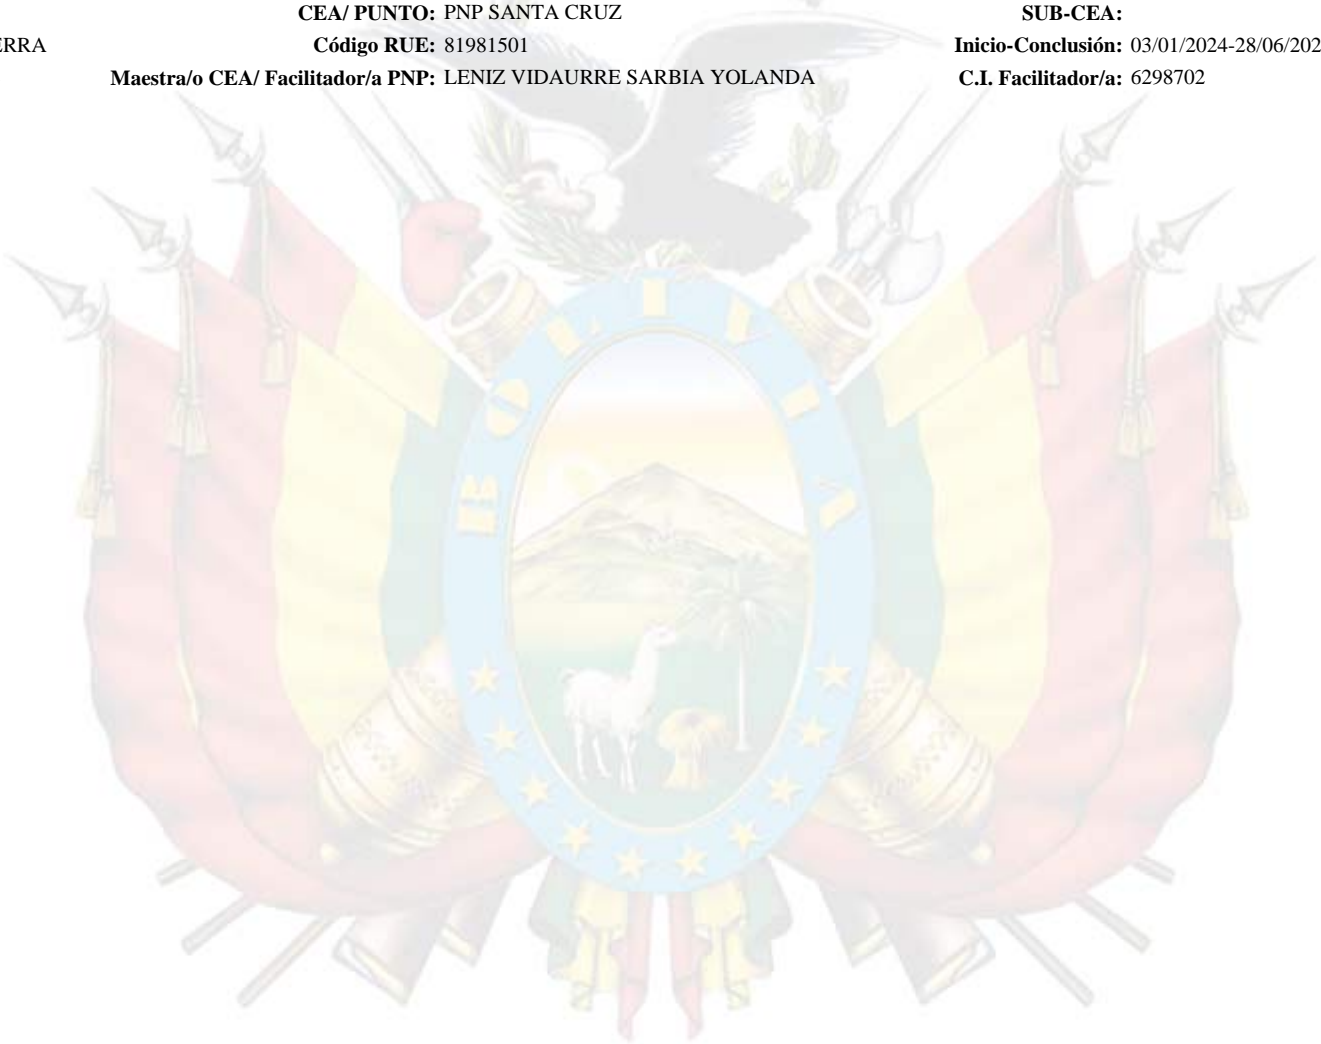 CEA/ PUNTO: PNP SANTA CRUZ SUB-CEA:
ERRA Código RUE: 81981501 Inicio-Conclusión: 03/01/2024-28/06/202
Maestra/o CEA/ Facilitador/a PNP: LENIZ VIDAURRE SARBIA YOLANDA C.I. Facilitador/a: 6298702
BOLIVIA